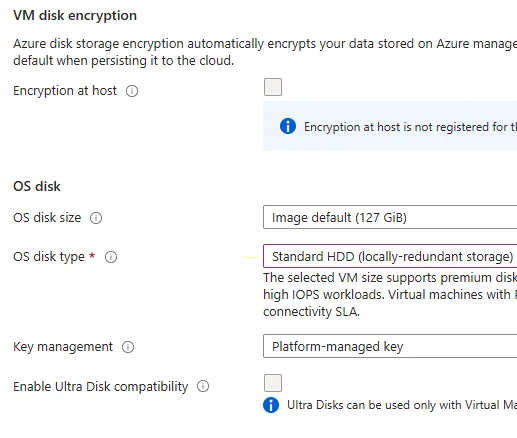 VM disk encryption
Azure disk storage encryption automatically encrypts your data stored on Azure manage
default when persisting it to the cloud.
Encryption at host
Encryption at host is not registered for th
OS disk
OS disk size
Image default (127 GiB)
OS disk type *
Standard HDD (locally-redundant storage)
The selected VM size supports premium disk
high IOPS workloads. Virtual machines with P
connectivity SLA.
Key management
Platform-managed key
Enable Ultra Disk compatibility
Ultra Disks can be used only with Virtual Ma